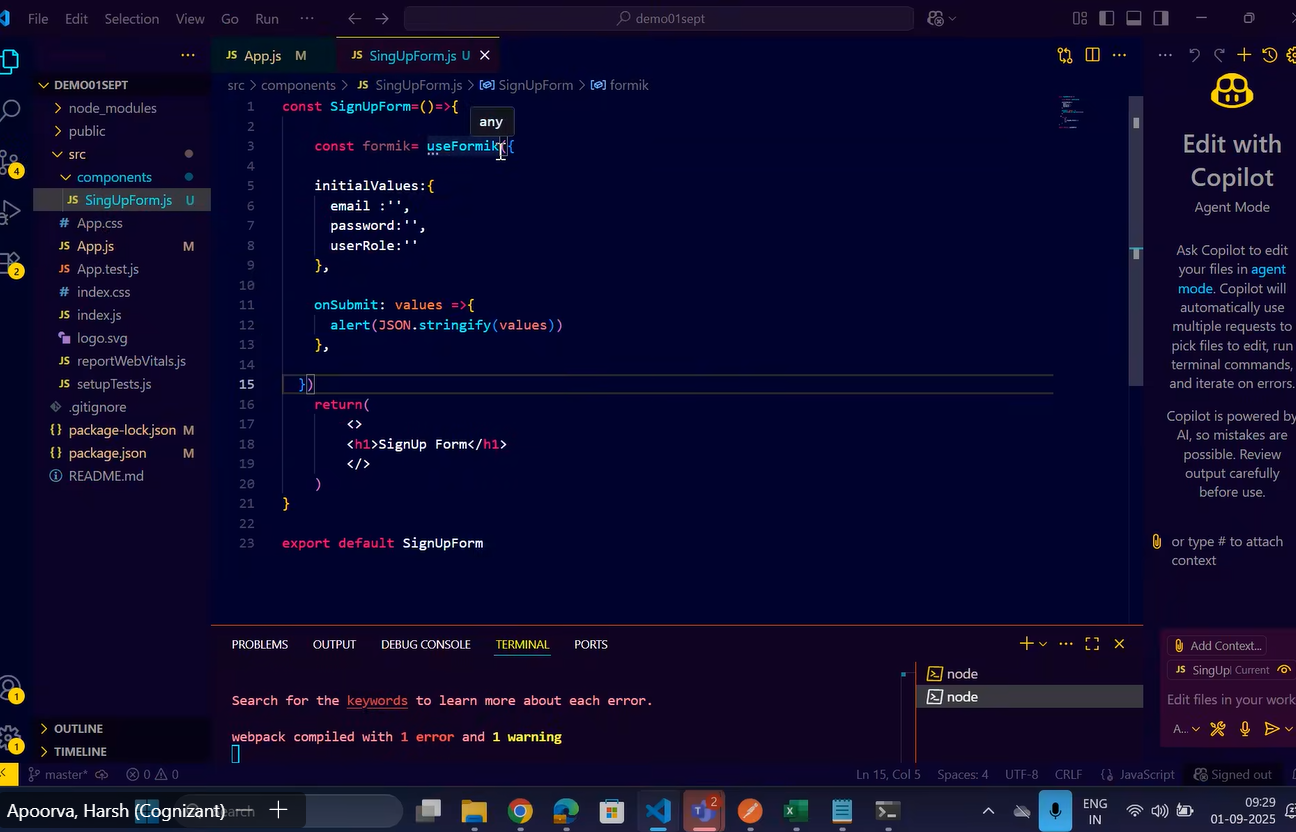 File Edit Selection View Go Run ··· demo01sept
App.js M SingUpForm.js U
DEMO01SEPT
node_modules
public
src
components
JS SingUpForm.js U
# App.css
JS App.js M
JS App.test.js
# index.css
JS index.js
logo.svg
JS reportWebVitals.js
JS setupTests.js
.gitignore
{} package-lock.json M
{} package.json M
README.md
OUTLINE
TIMELINE
4
2
1
1
src > components > JS SingUpForm.js > SignUpForm > formik
any
1 const SignUpForm=()=>{
2
3 const formik= useFormik({
4
5 initialValues:{
6 email :'',
7 password:'',
8 userRole:''
9 },
10
11 onSubmit: values =>{
12 alert(JSON.stringify(values))
13 },
14
15 })
16 return(
17 <>
18 <h1>SignUp Form</h1>
19 </>
20 )
21 }
22
23 export default SignUpForm
PROBLEMS OUTPUT DEBUG CONSOLE TERMINAL PORTS
Search for the keywords to learn more about each error.
webpack compiled with 1 error and 1 warning
node
node
Edit with
Copilot
Agent Mode
Ask Copilot to edit
your files in agent
mode. Copilot will
automatically use
multiple requests to
pick files to edit, run
terminal commands,
and iterate on errors.
Copilot is powered by
AI, so mistakes are
possible. Review
output carefully
before use.
or type # to attach
context
Add Context...
JS SingUp Current
Edit files in your work
A...
master* 0 0 Ln 15, Col 5 Spaces: 4 UTF-8 CRLF {} JavaScript Signed out
Apoorva, Harsh (Cognizant) 2 ENG
IN
09:29
01-09-2025